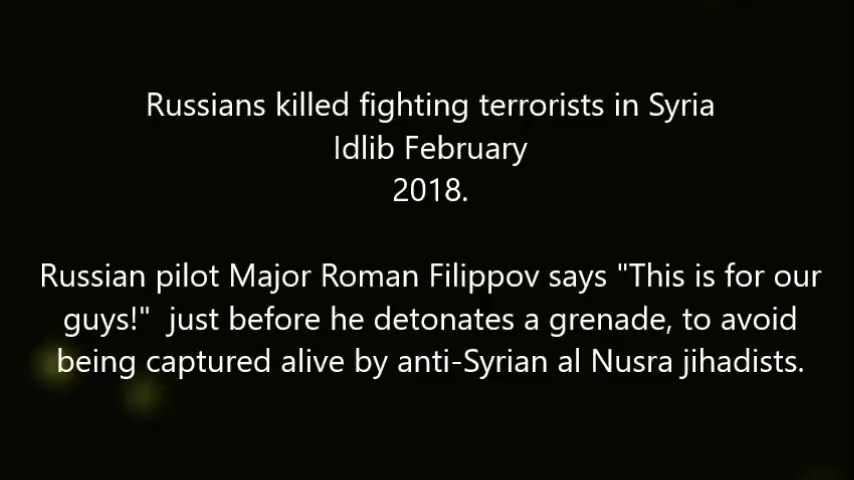 Russians killed fighting terrorists in Syria
Idlib February
2018.
Russian pilot Major Roman Filippov says "This is for our
guys!"  just before he detonates a grenade, to avoid
being captured alive by anti-Syrian al Nusra jihadists.